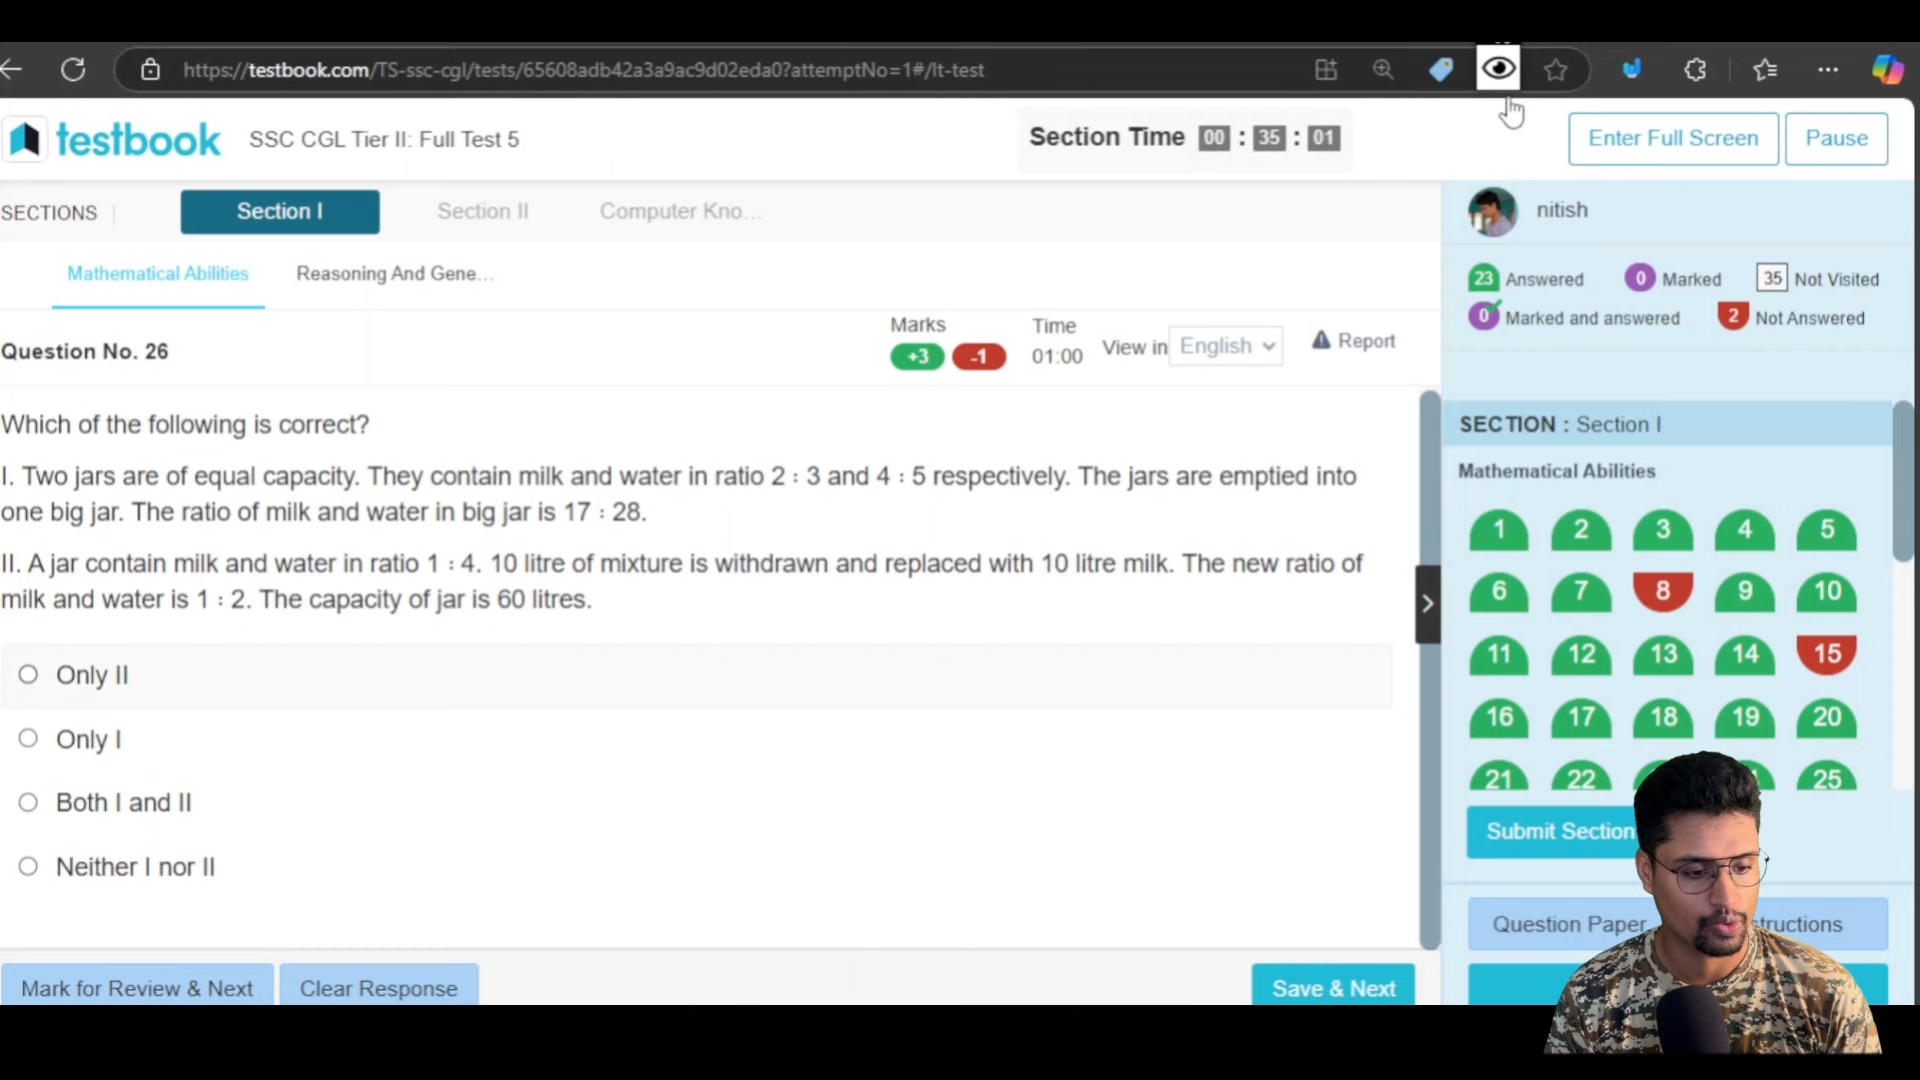 https://testbook.com/TS-ssc-cgl/tests/65608adb42a3a9ac9d02eda0?attemptNo=1#/lt-test
testbook
SSC CGL Tier II: Full Test 5
Section Time 00 : 35 : 01
Enter Full Screen
Pause
SECTIONS
Section I
Section II
Computer Kno...
nitish
Mathematical Abilities
Reasoning And Gene...
23 Answered
0 Marked
35 Not Visited
0 Marked and answered
2 Not Answered
Question No. 26
Marks
+3 -1
Time
01:00
View in English
Report
Which of the following is correct?
I. Two jars are of equal capacity. They contain milk and water in ratio 2 : 3 and 4 : 5 respectively. The jars are emptied into
one big jar. The ratio of milk and water in big jar is 17 : 28.
II. A jar contain milk and water in ratio 1 : 4. 10 litre of mixture is withdrawn and replaced with 10 litre milk. The new ratio of
milk and water is 1 : 2. The capacity of jar is 60 litres.
Only II
Only I
Both I and II
Neither I nor II
Mark for Review & Next
Clear Response
Save & Next
SECTION : Section I
Mathematical Abilities
1 2 3 4 5
6 7 8 9 10
11 12 13 14 15
16 17 18 19 20
21 22 25
Submit Section
Question Paper